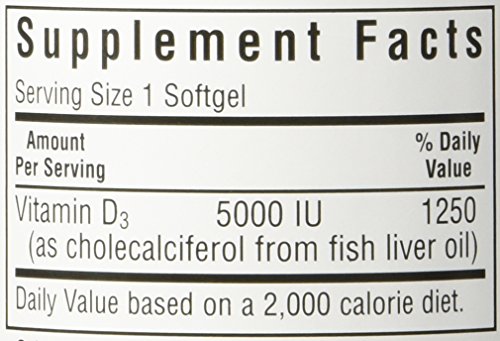 Supplement Facts
Serving Size 1 Softgel
Amount Per Serving % Daily Value
Vitamin D3 5000 IU 1250
(as cholecalciferol from fish liver oil)
Daily Value based on a 2,000 calorie diet.